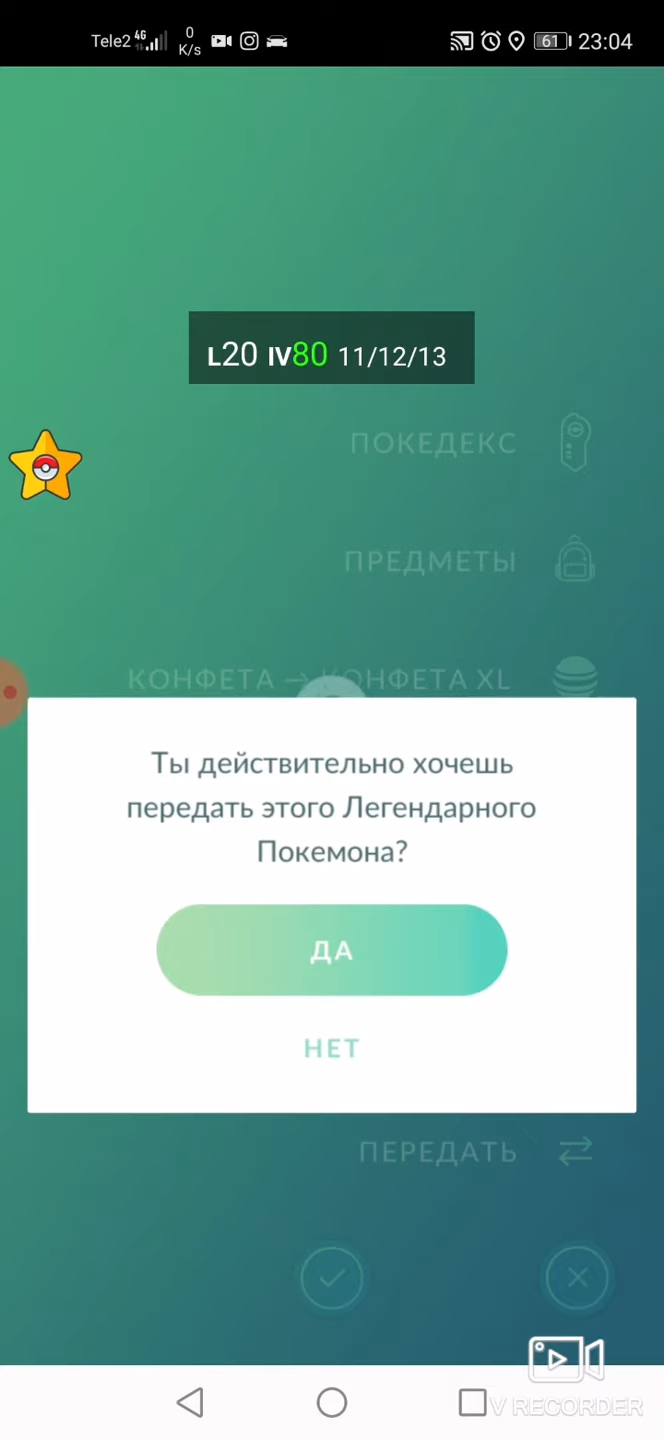 Tele2 4G 0 K/s 61 23:04
L20 IV80 11/12/13
ПОКЕДЕКС
ПРЕДМЕТЫ
КОНФЕТА → КОНФЕТА XL
Ты действительно хочешь
передать этого Легендарного
Покемона?
ДА
НЕТ
ПЕРЕДАТЬ
V RECORDER